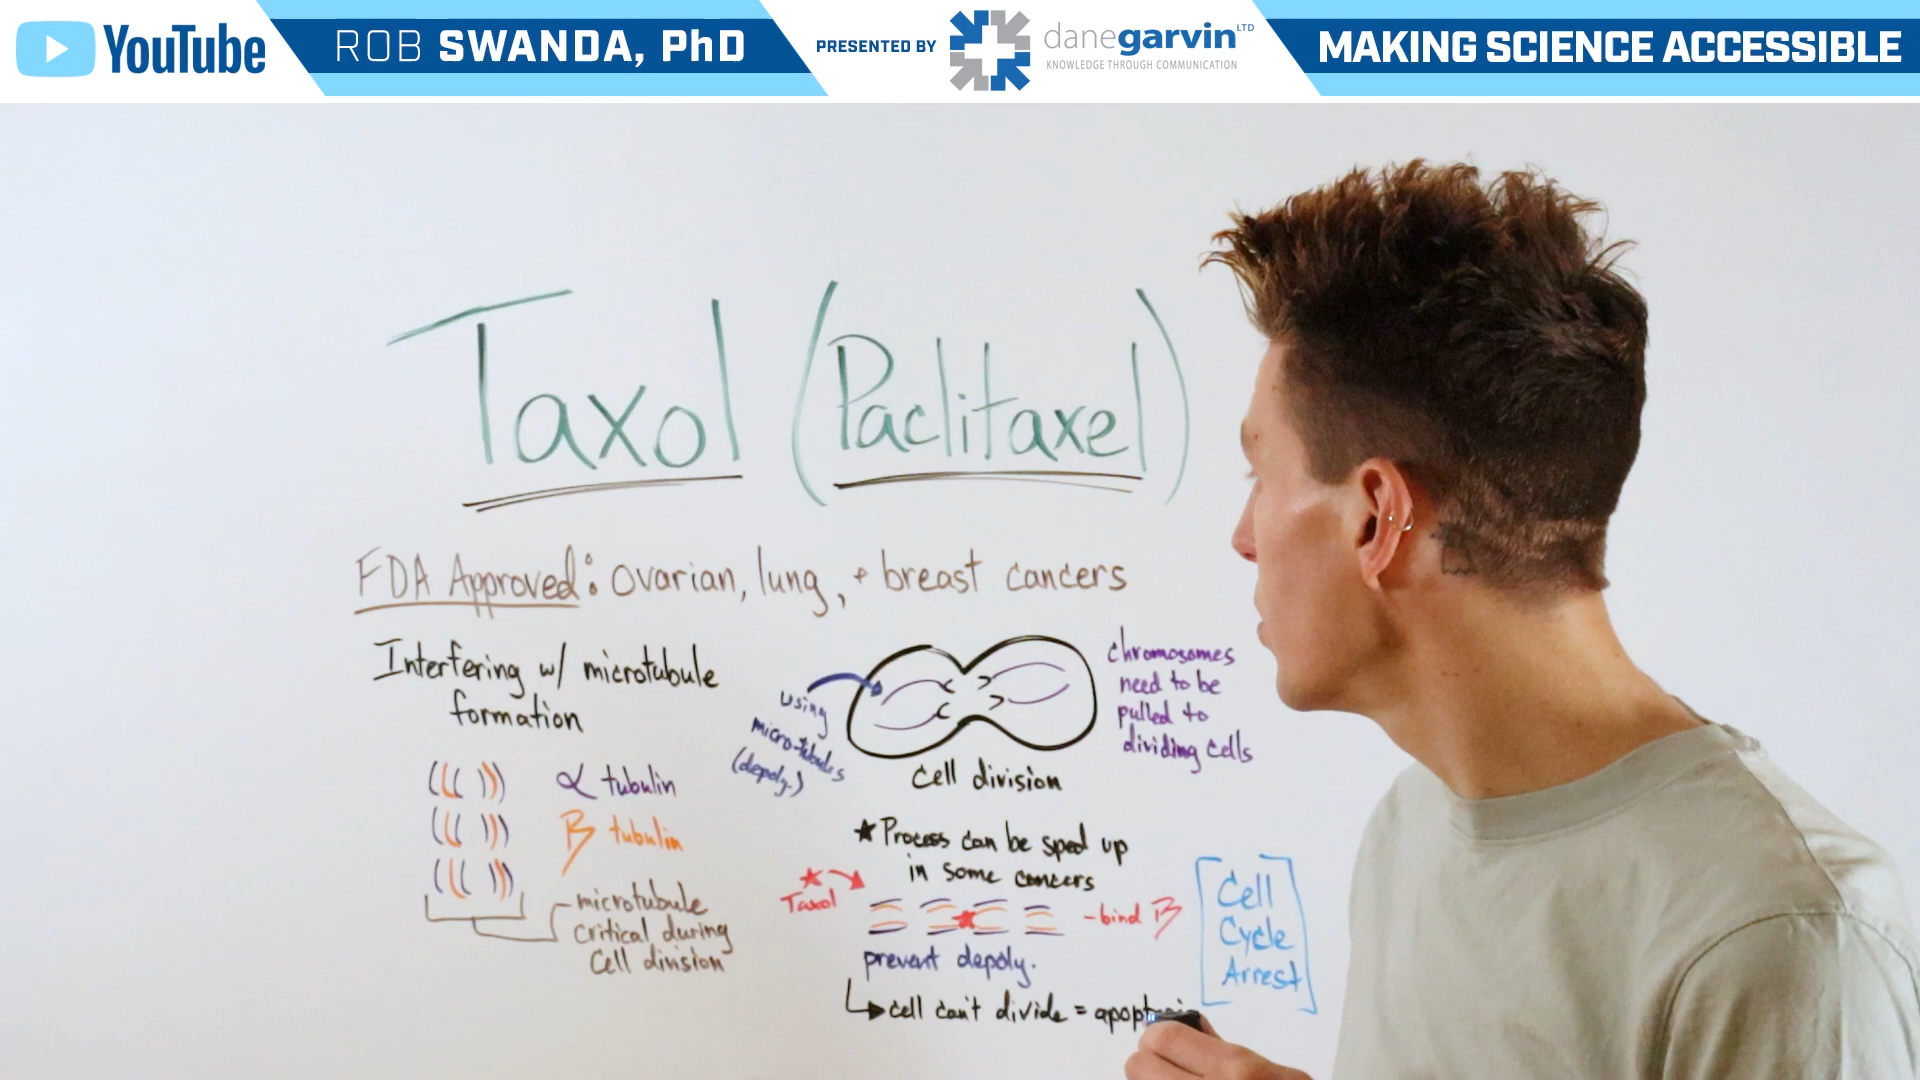 YouTube
ROB SWANDA, PhD
PRESENTED BY
danegarvin LTD
KNOWLEDGE THROUGH COMMUNICATION
MAKING SCIENCE ACCESSIBLE
Taxol (Paclitaxel)
FDA Approved: ovarian, lung, + breast cancers
Interfering w/ microtubule
formation
α tubulin
β tubulin
microtubule
critical during
cell division
using
microtubules
(depoly.)
cell division
chromosomes
need to be
pulled to
dividing cells
★ Process can be sped up
in some cancers
★ Taxol
- bind β
prevent depoly.
cell can't divide =
Cell
Cycle
Arrest